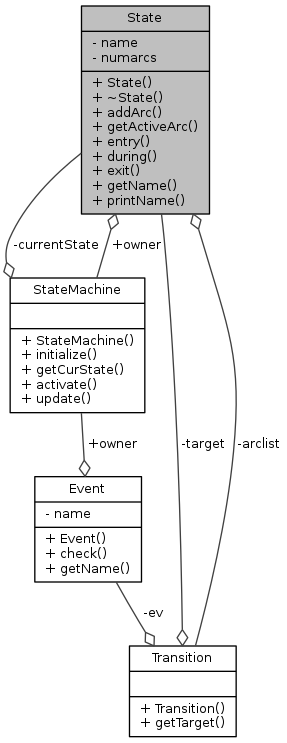 State
- name
- numarcs
+ State()
+ ~State()
+ addArc()
+ getActiveArc()
+ entry()
+ during()
+ exit()
+ getName()
+ printName()
-currentState
+owner
StateMachine
+ StateMachine()
+ initialize()
+ getCurState()
+ activate()
+ update()
+owner
-target
-arclist
Event
- name
+ Event()
+ check()
+ getName()
-ev
Transition
+ Transition()
+ getTarget()